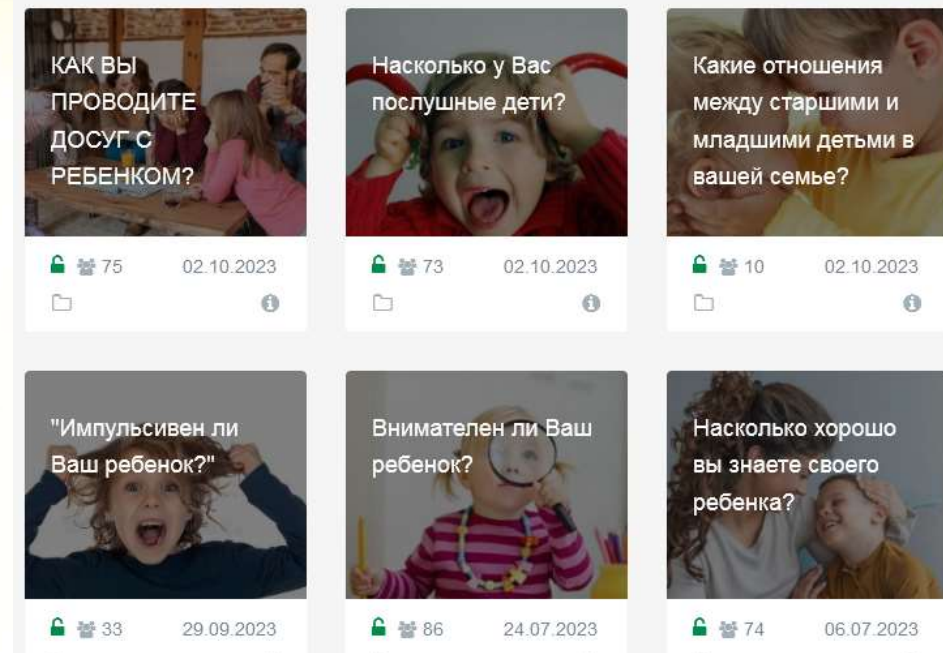 КАК ВЫ
ПРОВОДИТЕ
ДОСУГ С
РЕБЕНКОМ?
75 02.10.2023
Насколько у Вас
послушные дети?
73 02.10.2023
Какие отношения
между старшими и
младшими детьми в
вашей семье?
10 02.10.2023
"Импульсивен ли
Ваш ребенок?"
33 29.09.2023
Внимателен ли Ваш
ребенок?
86 24.07.2023
Насколько хорошо
вы знаете своего
ребенка?
74 06.07.2023